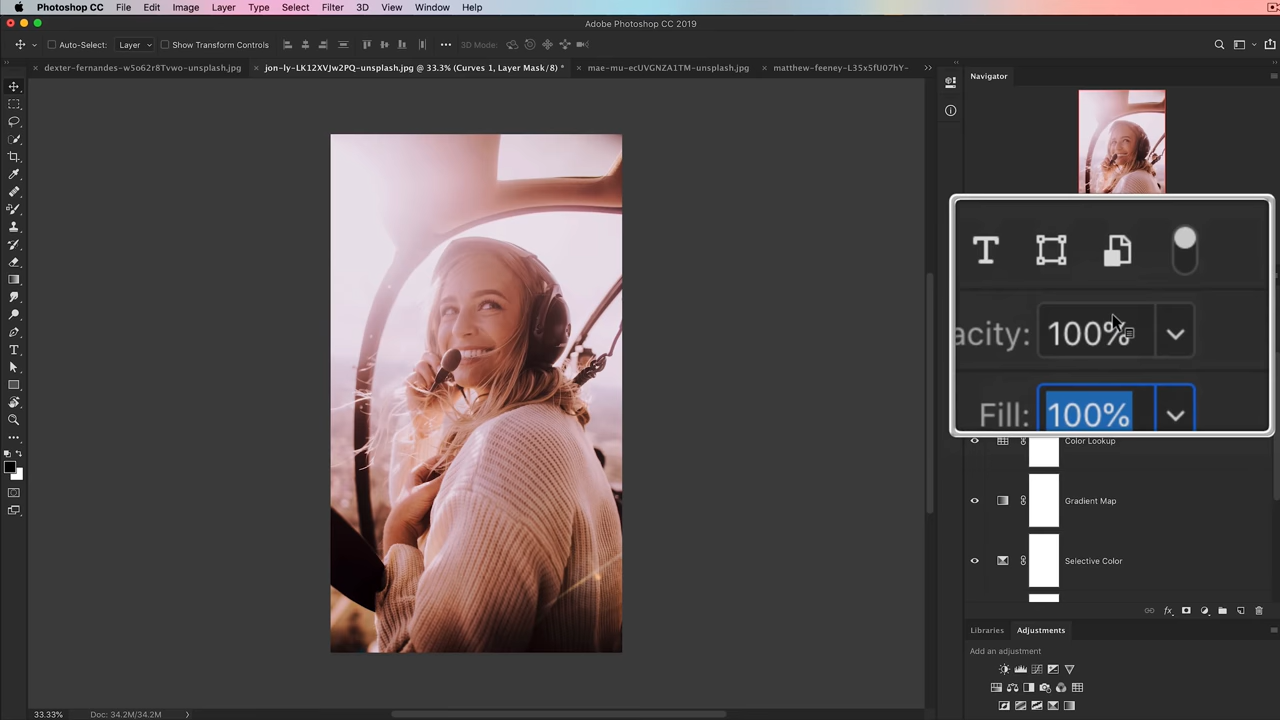 Photoshop CC File Edit Image Layer Type Select Filter 3D View Window Help
Adobe Photoshop CC 2019
Auto-Select: Layer Show Transform Controls 3D Mode:
dexter-fernandes-w5o62r8Tvwo-unsplash.jpg jon-ly-LK12XVJw2PQ-unsplash.jpg @ 33.3% (Curves 1, Layer Mask/8) * mae-mu-ecUVGNZA1TM-unsplash.jpg matthew-feeney-L35x5fU07hY-
Navigator
T
acity: 100%
Fill: 100%
Color Lookup
Gradient Map
Selective Color
fx
Libraries Adjustments
Add an adjustment
33.33% Doc: 34.2M/34.2M